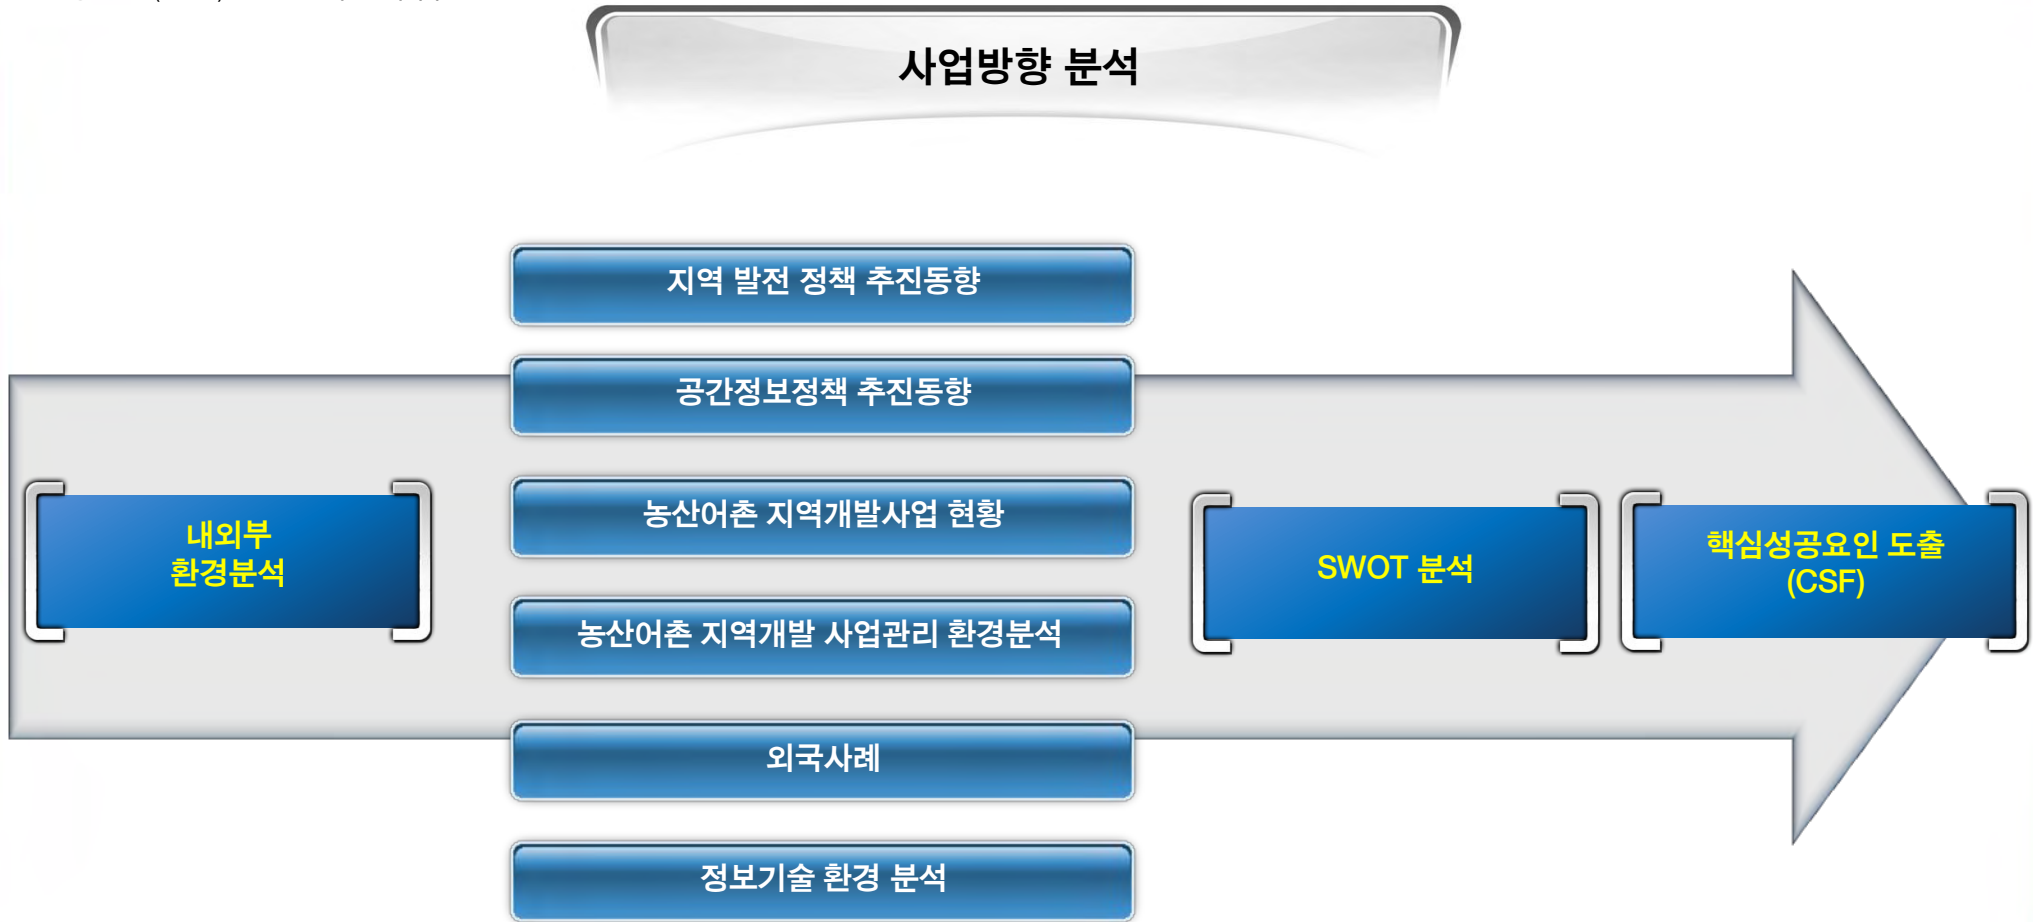 사업방향 분석
지역 발전 정책 추진동향
공간정보정책 추진동향
농산어촌 지역개발사업 현황
농산어촌 지역개발 사업관리 환경분석
외국사례
정보기술 환경 분석
내외부
환경분석
SWOT 분석
핵심성공요인 도출
(CSF)